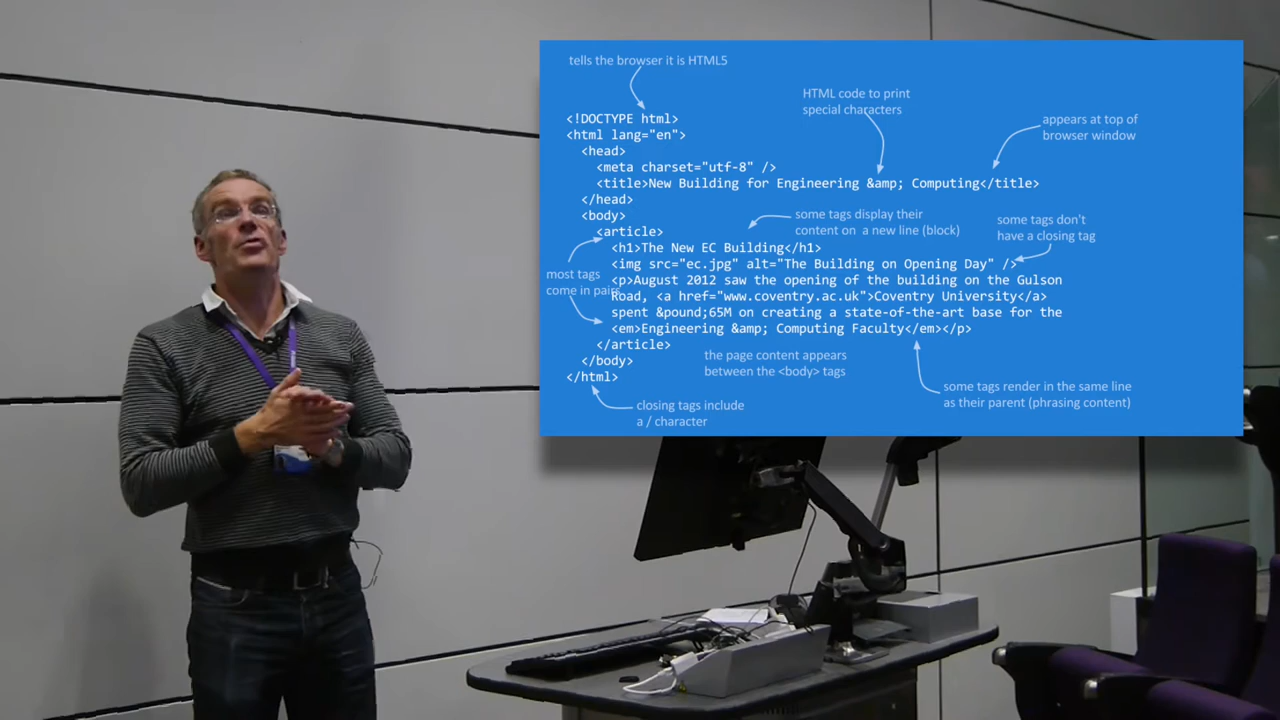 tells the browser it is HTML5
HTML code to print
special characters
appears at top of
browser window
<!DOCTYPE html>
<html lang="en">
<head>
<meta charset="utf-8" />
<title>New Building for Engineering &amp; Computing</title>
</head>
<body>
some tags display their
content on a new line (block)
some tags don't
have a closing tag
<article>
<h1>The New EC Building</h1>
<img src="ec.jpg" alt="The Building on Opening Day" />
most tags
come in pairs
<p>August 2012 saw the opening of the building on the Gulson
Road, <a href="www.coventry.ac.uk">Coventry University</a>
spent &pound;65M on creating a state-of-the-art base for the
<em>Engineering &amp; Computing Faculty</em></p>
</article>
the page content appears
between the <body> tags
</body>
</html>
some tags render in the same line
as their parent (phrasing content)
closing tags include
a / character